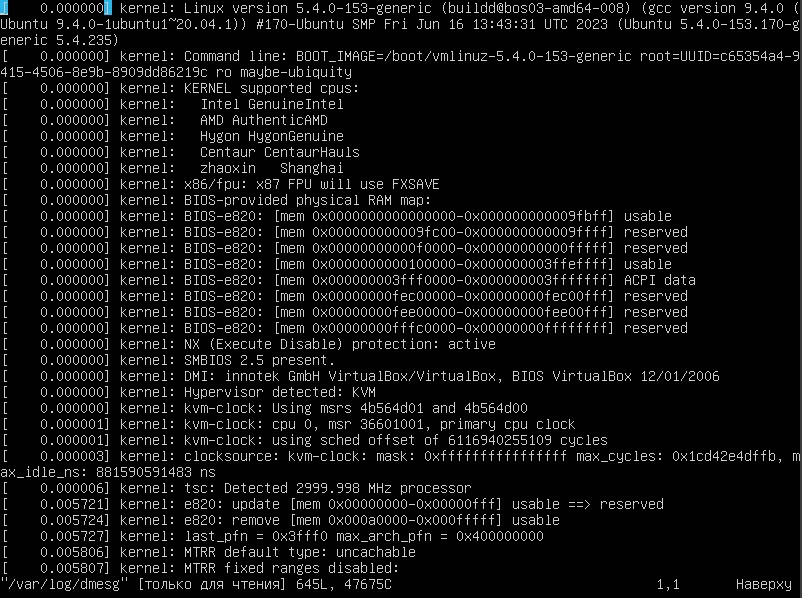 [    0.000000] kernel: Linux version 5.4.0-153-generic (buildd@bos03-amd64-008) (gcc version 9.4.0 (
Ubuntu 9.4.0-1ubuntu1~20.04.1)) #170-Ubuntu SMP Fri Jun 16 13:43:31 UTC 2023 (Ubuntu 5.4.0-153.170-g
eneric 5.4.235)
[    0.000000] kernel: Command line: BOOT_IMAGE=/boot/vmlinuz-5.4.0-153-generic root=UUID=c65354a4-9
415-4506-8e9b-8909dd86219c ro maybe-ubiquity
[    0.000000] kernel: KERNEL supported cpus:
[    0.000000] kernel:   Intel GenuineIntel
[    0.000000] kernel:   AMD AuthenticAMD
[    0.000000] kernel:   Hygon HygonGenuine
[    0.000000] kernel:   Centaur CentaurHauls
[    0.000000] kernel:   zhaoxin   Shanghai
[    0.000000] kernel: x86/fpu: x87 FPU will use FXSAVE
[    0.000000] kernel: BIOS-provided physical RAM map:
[    0.000000] kernel: BIOS-e820: [mem 0x0000000000000000-0x000000000009fbff] usable
[    0.000000] kernel: BIOS-e820: [mem 0x000000000009fc00-0x000000000009ffff] reserved
[    0.000000] kernel: BIOS-e820: [mem 0x00000000000f0000-0x00000000000fffff] reserved
[    0.000000] kernel: BIOS-e820: [mem 0x0000000000100000-0x000000003ffeffff] usable
[    0.000000] kernel: BIOS-e820: [mem 0x000000003fff0000-0x000000003fffffff] ACPI data
[    0.000000] kernel: BIOS-e820: [mem 0x00000000fec00000-0x00000000fec00fff] reserved
[    0.000000] kernel: BIOS-e820: [mem 0x00000000fee00000-0x00000000fee00fff] reserved
[    0.000000] kernel: BIOS-e820: [mem 0x00000000fffc0000-0x00000000ffffffff] reserved
[    0.000000] kernel: NX (Execute Disable) protection: active
[    0.000000] kernel: SMBIOS 2.5 present.
[    0.000000] kernel: DMI: innotek GmbH VirtualBox/VirtualBox, BIOS VirtualBox 12/01/2006
[    0.000000] kernel: Hypervisor detected: KVM
[    0.000000] kernel: kvm-clock: Using msrs 4b564d01 and 4b564d00
[    0.000001] kernel: kvm-clock: cpu 0, msr 36601001, primary cpu clock
[    0.000001] kernel: kvm-clock: using sched offset of 6116940255109 cycles
[    0.000003] kernel: clocksource: kvm-clock: mask: 0xffffffffffffffff max_cycles: 0x1cd42e4dffb, m
ax_idle_ns: 881590591483 ns
[    0.000006] kernel: tsc: Detected 2999.998 MHz processor
[    0.005721] kernel: e820: update [mem 0x00000000-0x00000fff] usable ==> reserved
[    0.005724] kernel: e820: remove [mem 0x000a0000-0x000fffff] usable
[    0.005727] kernel: last_pfn = 0x3fff0 max_arch_pfn = 0x400000000
[    0.005806] kernel: MTRR default type: uncachable
[    0.005807] kernel: MTRR fixed ranges disabled:
"/var/log/dmesg" [только для чтения] 645L, 47675C    1,1    Наверху